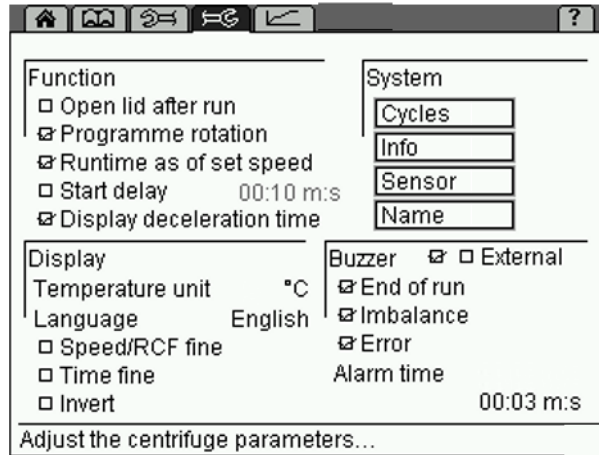 ?
Function
Open lid after run
Programme rotation
Runtime as of set speed
Start delay 00:10 m:s
Display deceleration time
System
Cycles
Info
Sensor
Name
Display
Temperature unit °C
Language English
Speed/RCF fine
Time fine
Invert
Buzzer External
End of run
Imbalance
Error
Alarm time
00:03 m:s
Adjust the centrifuge parameters...